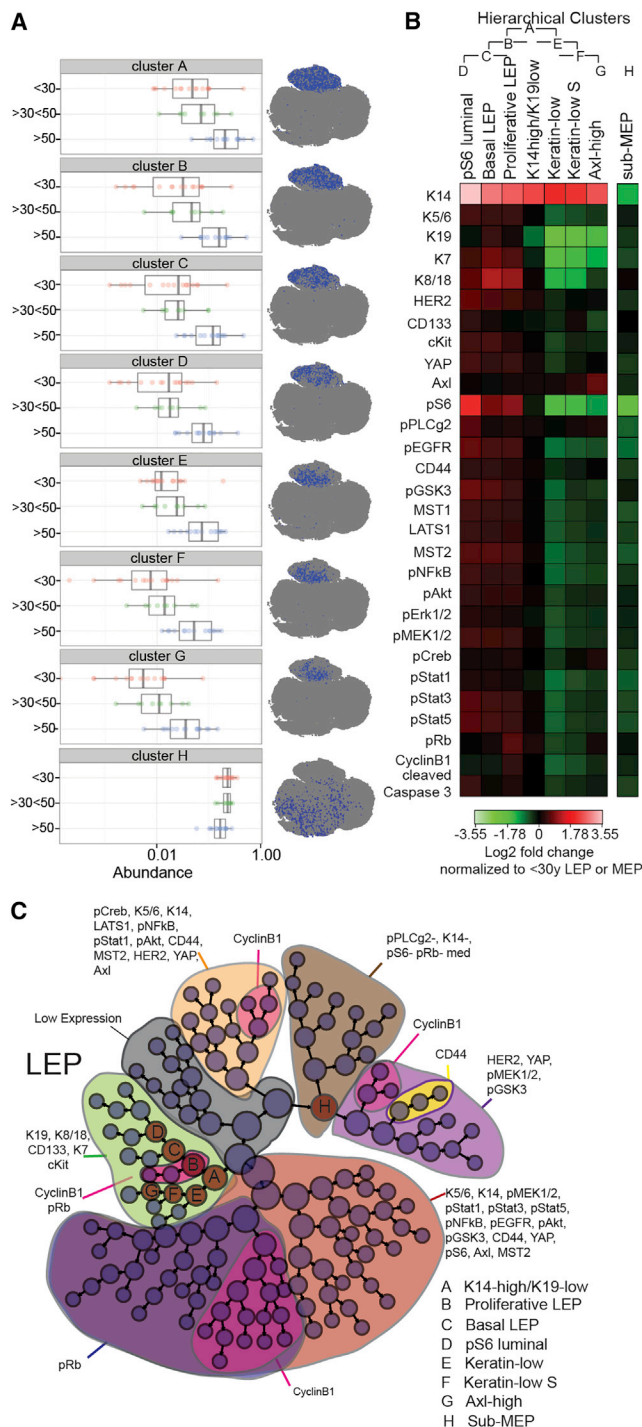 A
cluster A
<30
>30<50
>50
cluster B
<30
>30<50
>50
cluster C
<30
>30<50
>50
cluster D
<30
>30<50
>50
cluster E
<30
>30<50
>50
cluster F
<30
>30<50
>50
cluster G
<30
>30<50
>50
cluster H
<30
>30<50
>50
0.01 1.00
Abundance
B
Hierarchical Clusters
A
B E
C F
D G H
pS6 luminal
Basal LEP
Proliferative LEP
K14high/K19low
Keratin-low
Keratin-low S
Axl-high
sub-MEP
K14
K5/6
K19
K7
K8/18
HER2
CD133
cKit
YAP
Axl
pS6
pPLCg2
pEGFR
CD44
pGSK3
MST1
LATS1
MST2
pNFkB
pAkt
pErk1/2
pMEK1/2
pCreb
pStat1
pStat3
pStat5
pRb
CyclinB1
cleaved
Caspase 3
-3.55 -1.78 0 1.78 3.55
Log2 fold change
normalized to <30y LEP or MEP
C
pCreb, K5/6, K14,
LATS1, pNFkB,
pStat1, pAkt, CD44,
MST2, HER2, YAP,
Axl
CyclinB1
pPLCg2-, K14-,
pS6- pRb- med
Low Expression
LEP
CyclinB1
CD44
HER2, YAP,
pMEK1/2,
pGSK3
H
D
C
B
A
G F E
K19, K8/18,
CD133, K7
cKit
CyclinB1
pRb
K5/6, K14, pMEK1/2,
pStat1, pStat3, pStat5,
pNFkB, pEGFR, pAkt,
pGSK3, CD44, YAP,
pS6, Axl, MST2
pRb
CyclinB1
A K14-high/K19-low
B Proliferative LEP
C Basal LEP
D pS6 luminal
E Keratin-low
F Keratin-low S
G Axl-high
H Sub-MEP